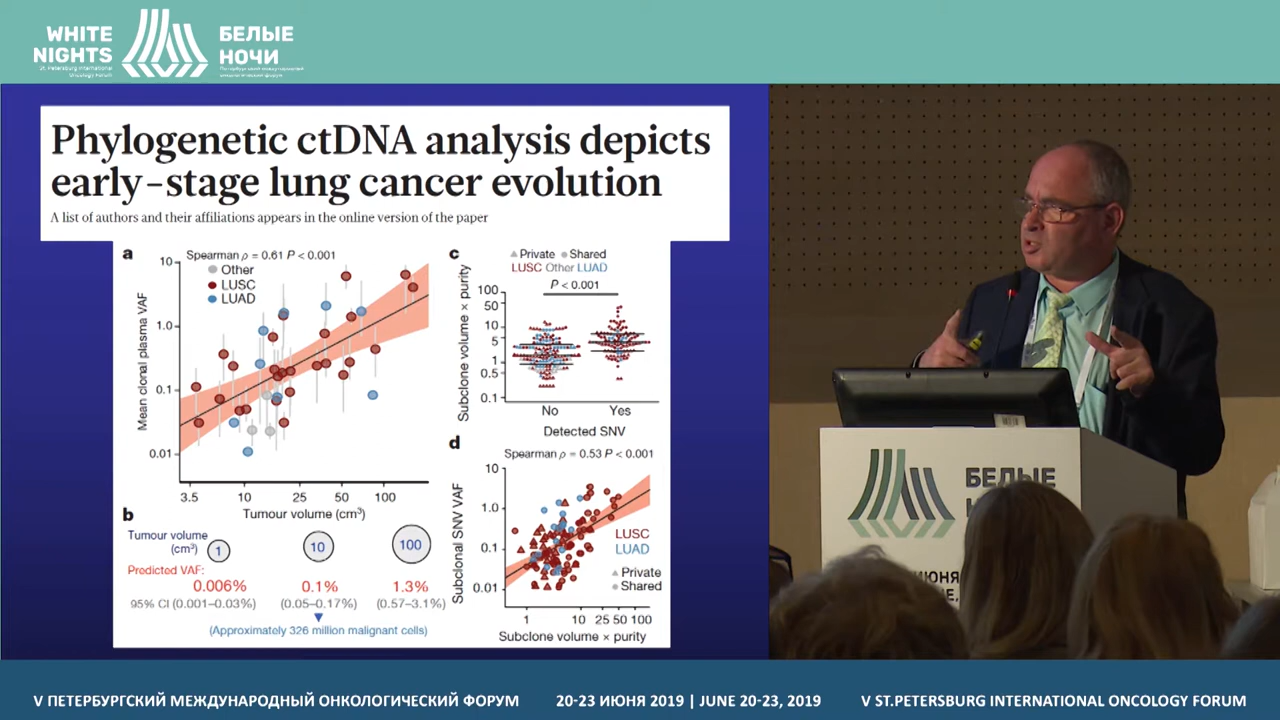 WHITE
NIGHTS
St. Petersburg International
Oncology Forum
БЕЛЫЕ
НОЧИ
Петербургский международный
онкологический форум
Phylogenetic ctDNA analysis depicts
early–stage lung cancer evolution
A list of authors and their affiliations appears in the online version of the paper
a
Spearman ρ = 0.61 P < 0.001
Other
LUSC
LUAD
Mean clonal plasma VAF
10
1.0
0.1
0.01
3.5 10 25 50 100
Tumour volume (cm³)
b
Tumour volume
(cm³)
1
10
100
Predicted VAF:
0.006% 0.1% 1.3%
95% CI (0.001–0.03%) (0.05–0.17%) (0.57–3.1%)
(Approximately 326 million malignant cells)
c
Private Shared
LUSC Other LUAD
P < 0.001
Subclone volume × purity
100
50
10
5
1
0.5
0.1
No Yes
Detected SNV
d
Spearman ρ = 0.53 P < 0.001
Subclonal SNV VAF
10
1.0
0.1
0.01
LUSC
LUAD
Private
Shared
1 10 25 50 100
Subclone volume × purity
БЕЛЫЕ
V ПЕТЕРБУРГСКИЙ МЕЖДУНАРОДНЫЙ ОНКОЛОГИЧЕСКИЙ ФОРУМ
20-23 ИЮНЯ 2019 | JUNE 20-23, 2019
V ST.PETERSBURG INTERNATIONAL ONCOLOGY FORUM